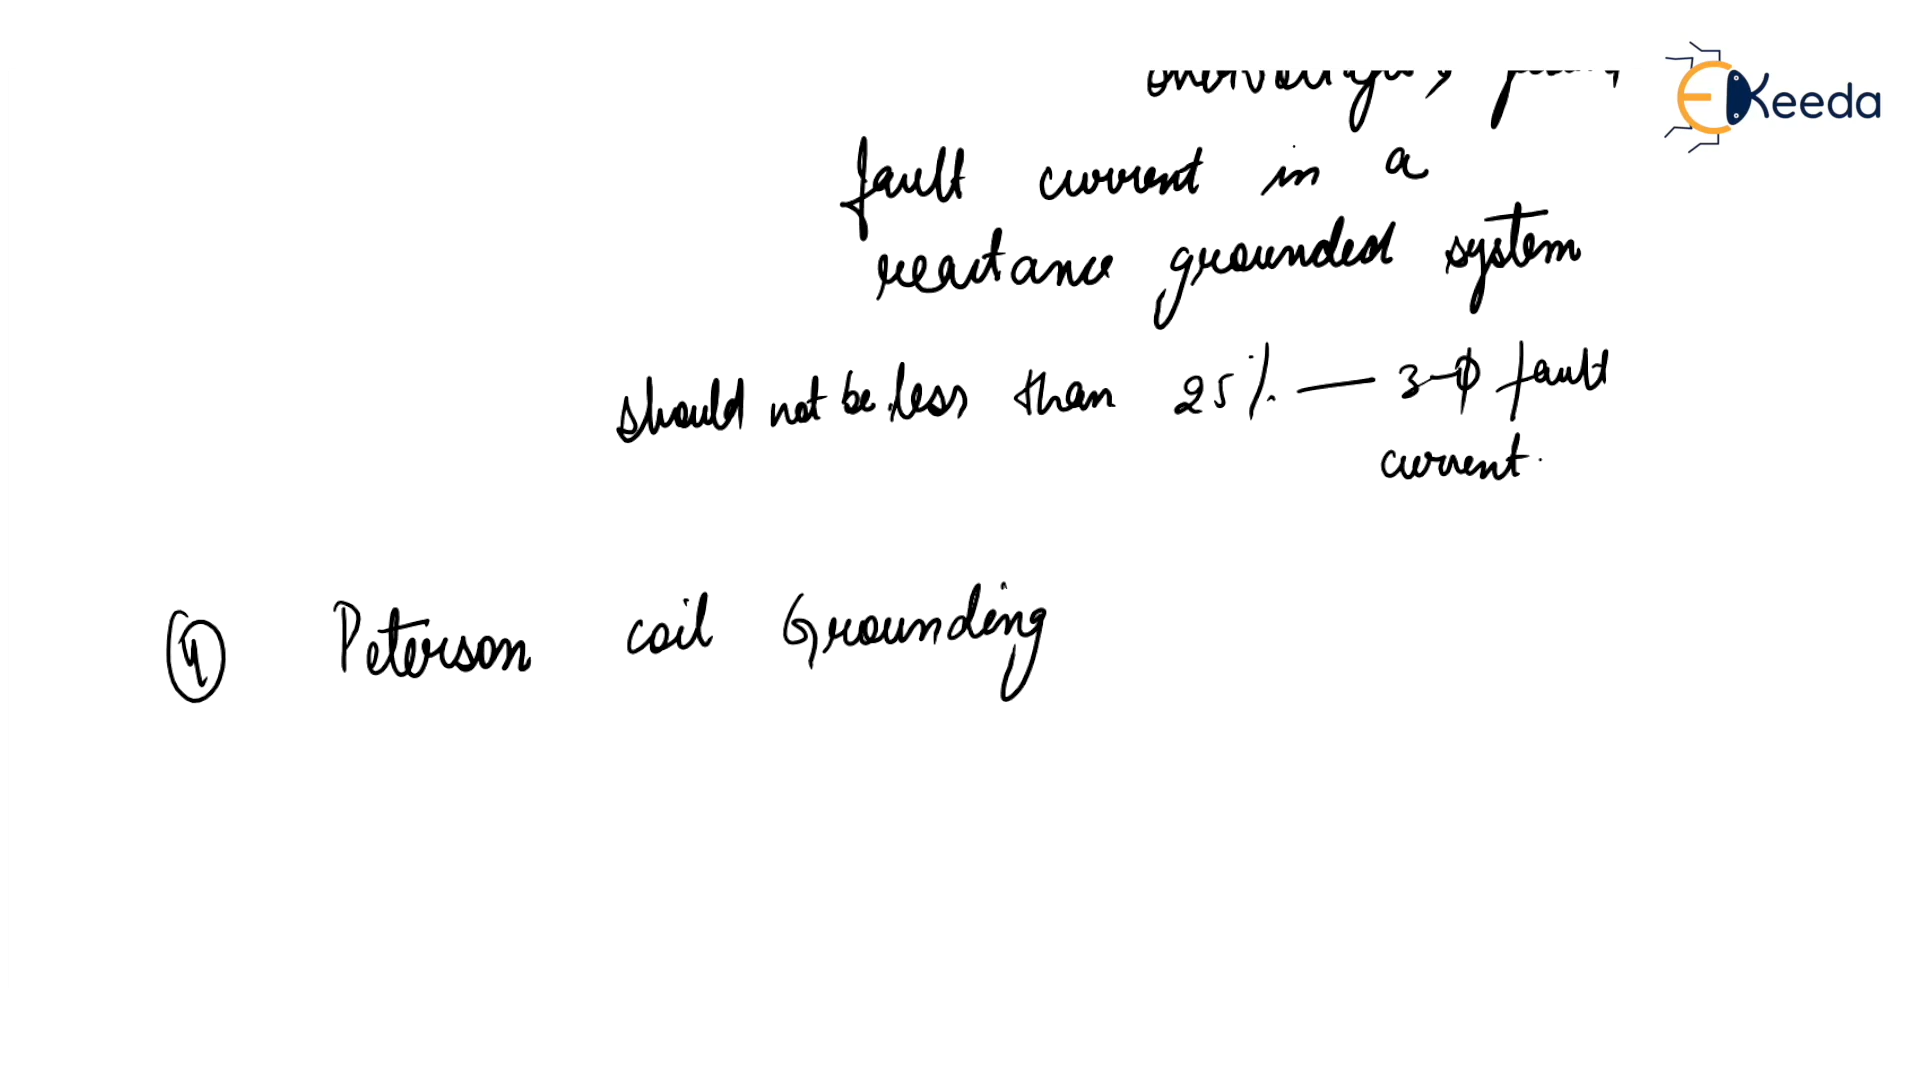 EKeeda
fault current in a
reactance grounded system
should not be less than 25% — 3-ϕ fault
current.
④ Peterson coil Grounding